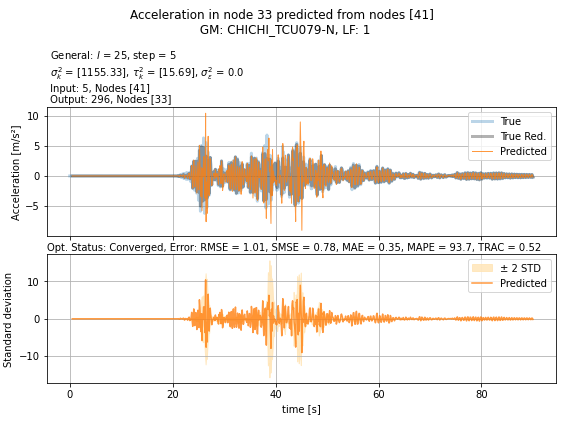 Acceleration in node 33 predicted from nodes [41]
GM: CHICHI_TCU079-N, LF: 1
General: l = 25, step = 5
σ²ₖ = [1155.33], τ²ₖ = [15.69], σ²ε = 0.0
Input: 5, Nodes [41]
Output: 296, Nodes [33]
Acceleration [m/s²]
10
5
0
−5
True
True Red.
Predicted
Opt. Status: Converged, Error: RMSE = 1.01, SMSE = 0.78, MAE = 0.35, MAPE = 93.7, TRAC = 0.52
Standard deviation
10
0
−10
± 2 STD
Predicted
0 20 40 60 80
time [s]